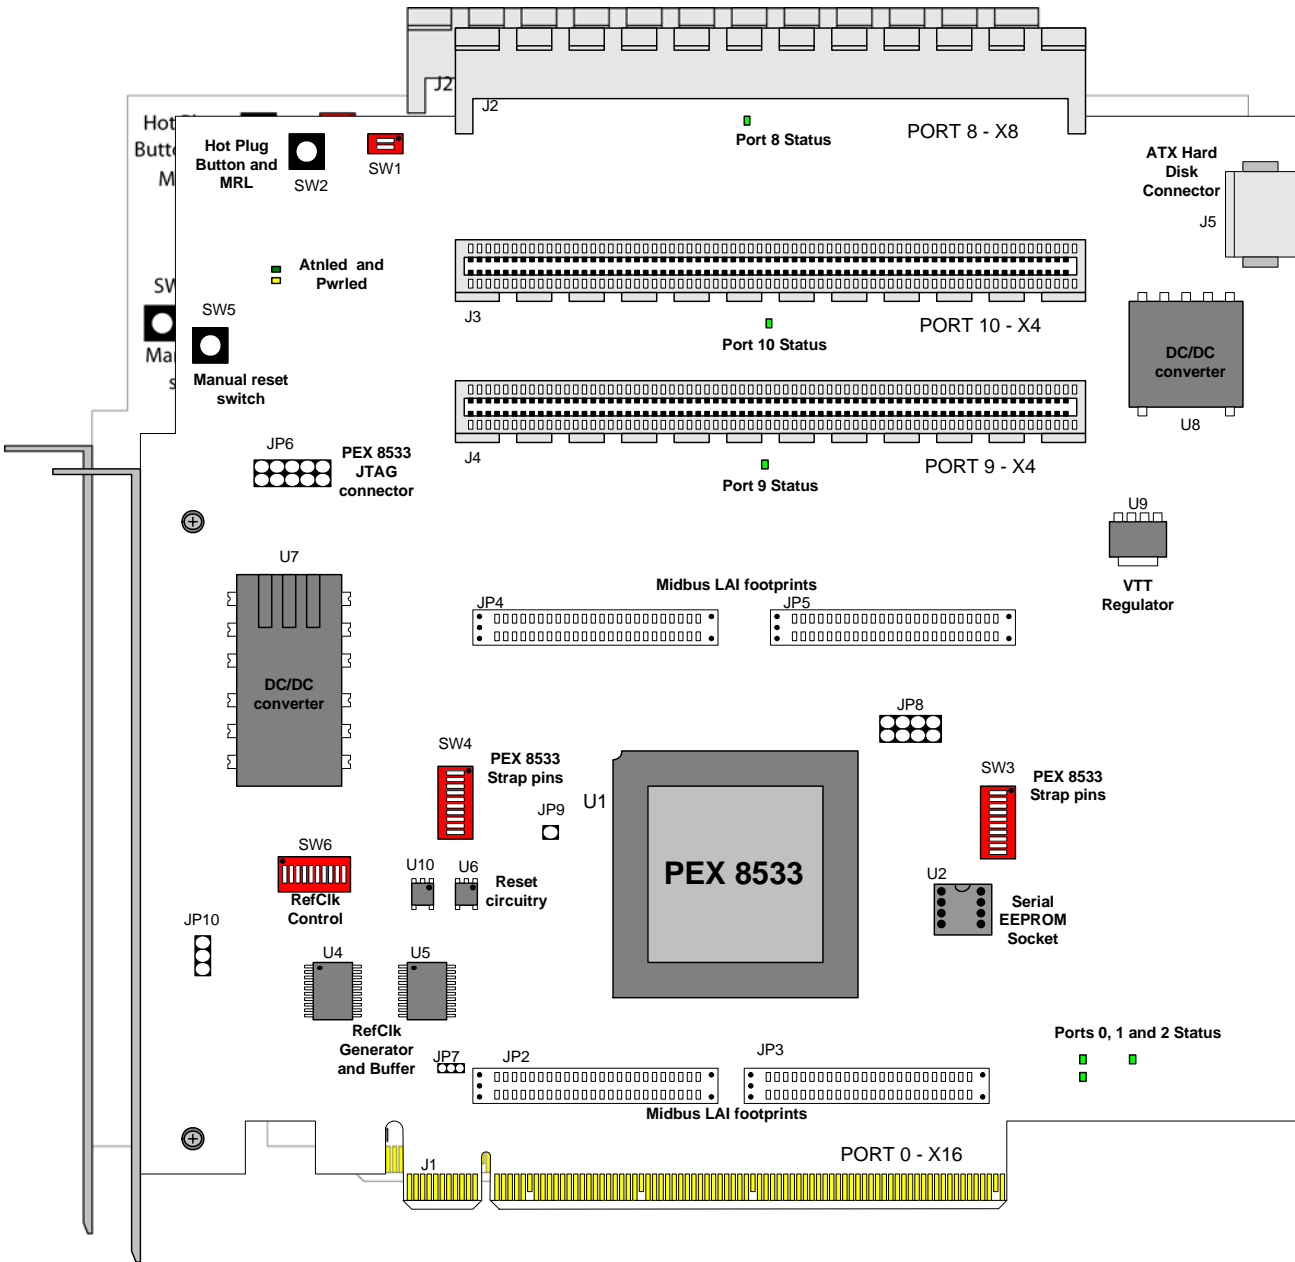 J2
J2
Port 8 Status
PORT 8 - X8
Hot
Butto
M
Hot Plug
Button and
MRL
SW2
SW1
ATX Hard
Disk
Connector
J5
Atnled and
Pwrled
SW
SW5
Ma
s
Manual reset
switch
J3
Port 10 Status
PORT 10 - X4
DC/DC
converter
U8
JP6
PEX 8533
JTAG
connector
J4
Port 9 Status
PORT 9 - X4
U9
VTT
Regulator
U7
DC/DC
converter
Midbus LAI footprints
JP4
JP5
JP8
SW4
PEX 8533
Strap pins
JP9
U1
PEX 8533
SW3
PEX 8533
Strap pins
SW6
RefClk
Control
U10
U6
Reset
circuitry
U2
Serial
EEPROM
Socket
JP10
U4
U5
RefClk
Generator
and Buffer
JP7
JP2
JP3
Midbus LAI footprints
Ports 0, 1 and 2 Status
J1
PORT 0 - X16